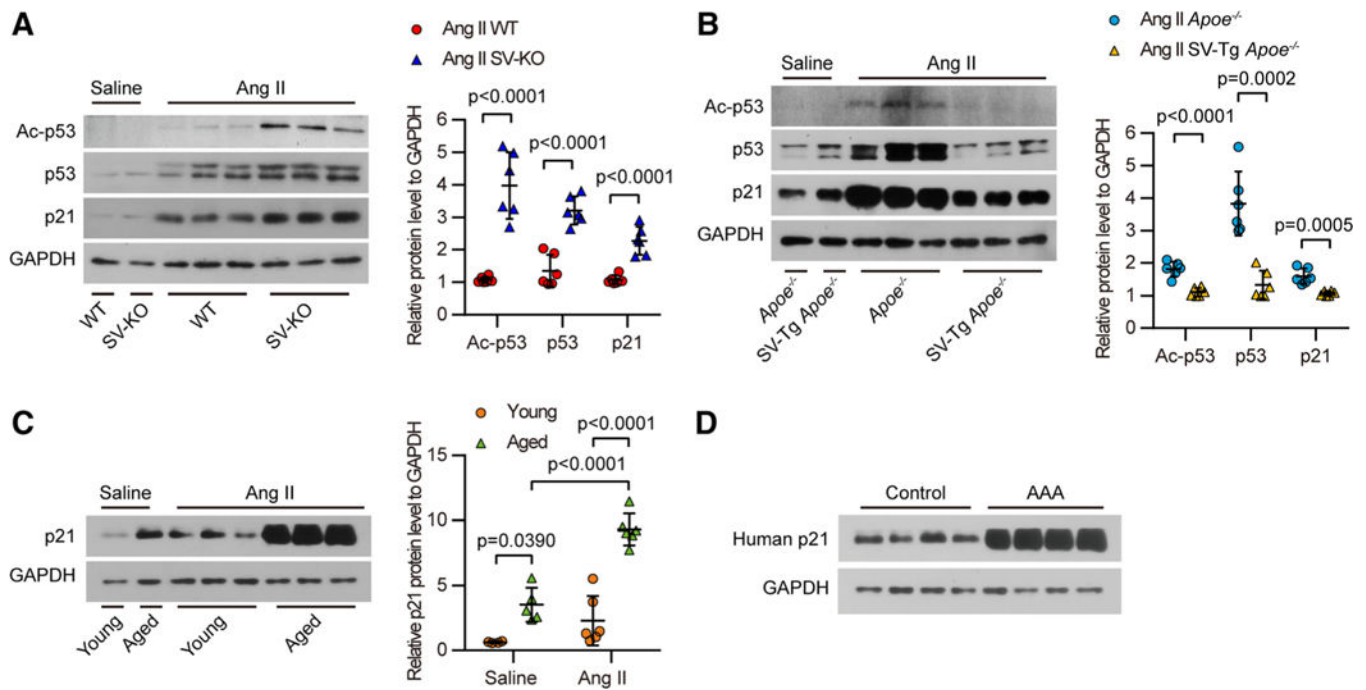 A
Ang II WT
Ang II SV-KO
Saline Ang II
Ac-p53
p53
p21
GAPDH
WT SV-KO WT SV-KO
Relative protein level to GAPDH
6
5
4
3
2
1
0
p<0.0001
p<0.0001
p<0.0001
Ac-p53 p53 p21
B
Ang II Apoe-/-
Ang II SV-Tg Apoe-/-
Saline Ang II
Ac-p53
p53
p21
GAPDH
Apoe-/- SV-Tg Apoe-/- Apoe-/- SV-Tg Apoe-/-
Relative protein level to GAPDH
6
5
4
3
2
1
0
p=0.0002
p<0.0001
p=0.0005
Ac-p53 p53 p21
C
Young
Aged
Saline Ang II
p21
GAPDH
Young Aged Young Aged
Relative p21 protein level to GAPDH
15
10
5
0
p<0.0001
p<0.0001
p=0.0390
Saline Ang II
D
Control AAA
Human p21
GAPDH